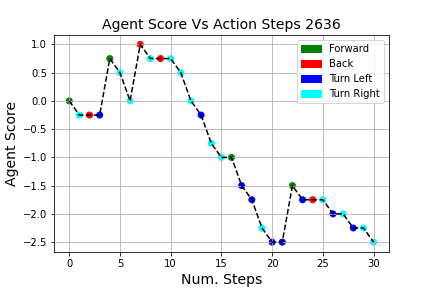 Agent Score Vs Action Steps 2636
Agent Score
1.0
0.5
0.0
−0.5
−1.0
−1.5
−2.0
−2.5
Forward
Back
Turn Left
Turn Right
0 5 10 15 20 25 30
Num. Steps